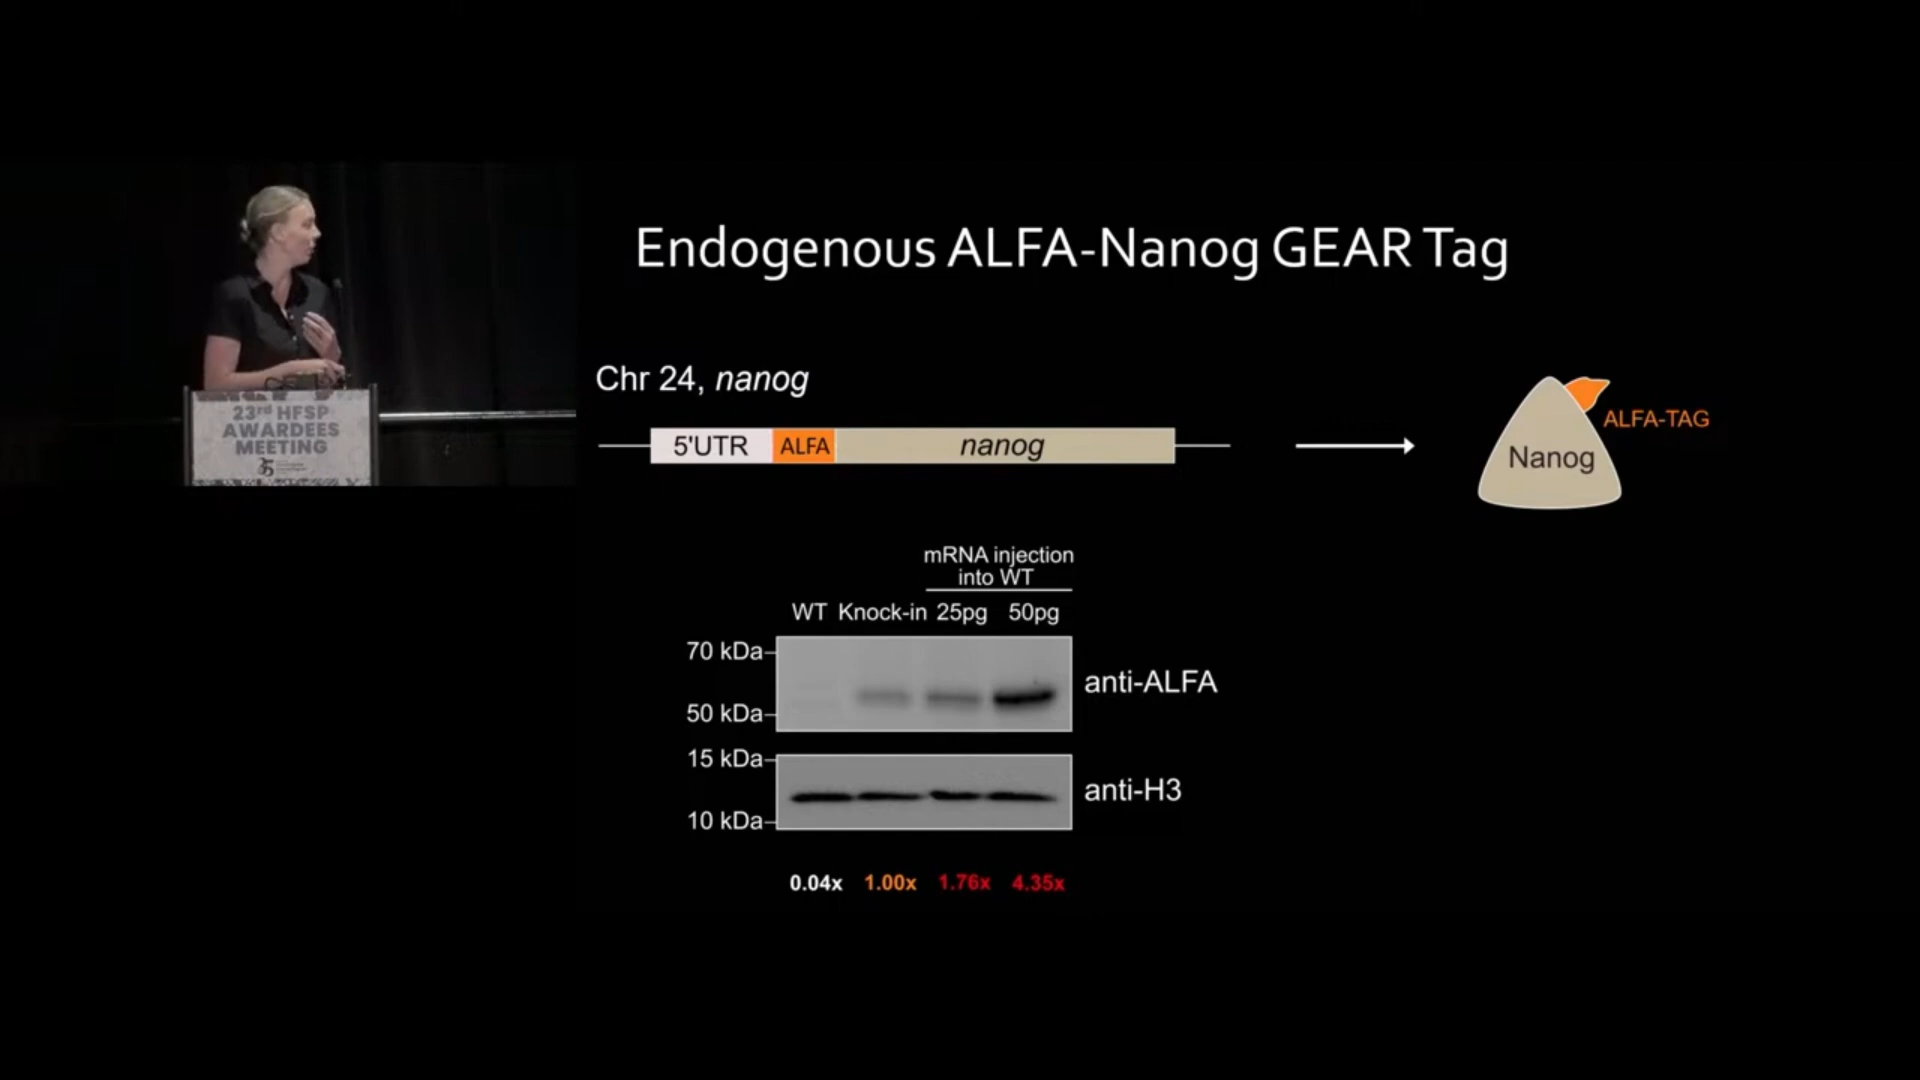 Endogenous ALFA-Nanog GEAR Tag
23rd HFSP
AWARDEES
MEETING
35
Chr 24, nanog
5'UTR ALFA nanog
ALFA-TAG
Nanog
mRNA injection
into WT
WT Knock-in 25pg 50pg
70 kDa
50 kDa
anti-ALFA
15 kDa
10 kDa
anti-H3
0.04x 1.00x 1.76x 4.35x